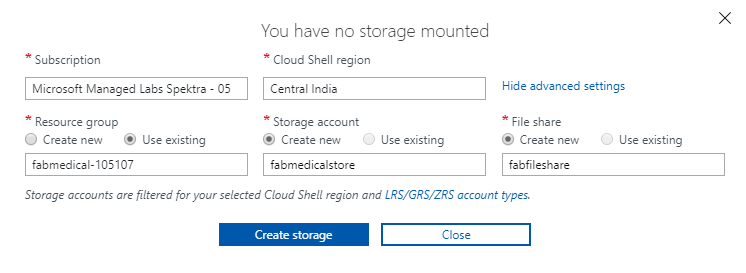 You have no storage mounted
* Subscription
* Cloud Shell region
Microsoft Managed Labs Spektra - 05
Central India
Hide advanced settings
* Resource group
* Storage account
* File share
Create new Use existing
Create new Use existing
Create new Use existing
fabmedical-105107
fabmedicalstore
fabfileshare
Storage accounts are filtered for your selected Cloud Shell region and LRS/GRS/ZRS account types.
Create storage
Close